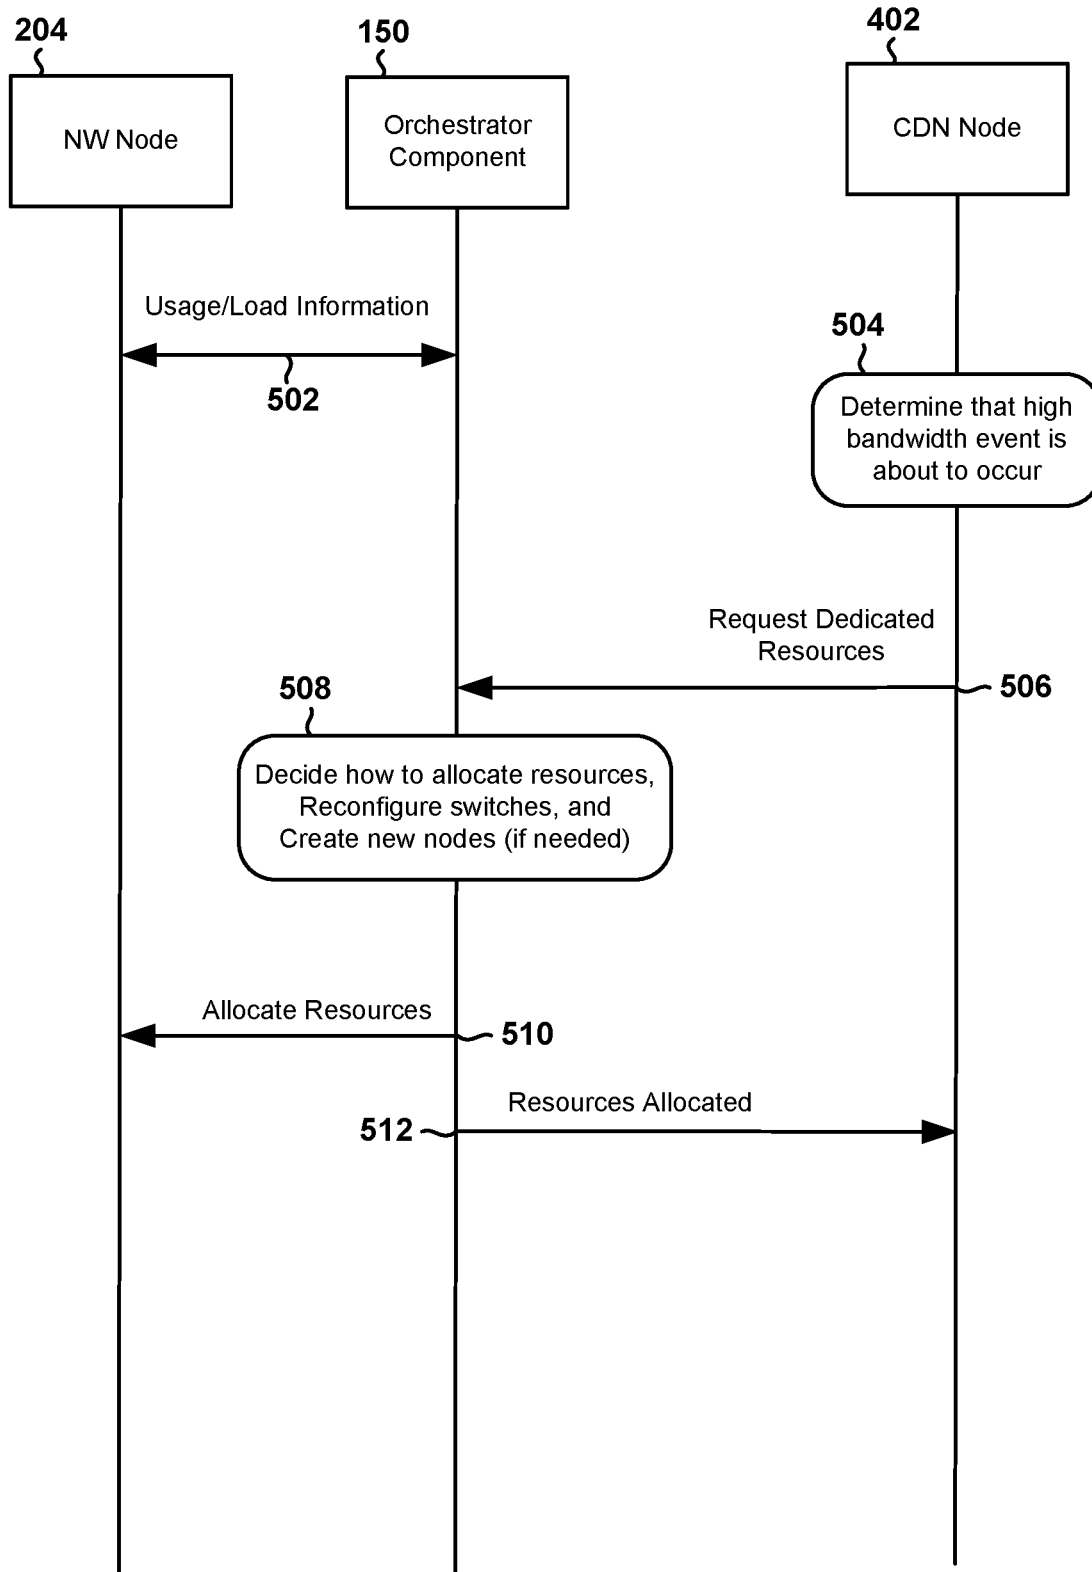 204
150
402
NW Node
Orchestrator
Component
CDN Node
Usage/Load Information
502
504
Determine that high
bandwidth event is
about to occur
Request Dedicated
Resources
506
508
Decide how to allocate resources,
Reconfigure switches, and
Create new nodes (if needed)
Allocate Resources
510
Resources Allocated
512